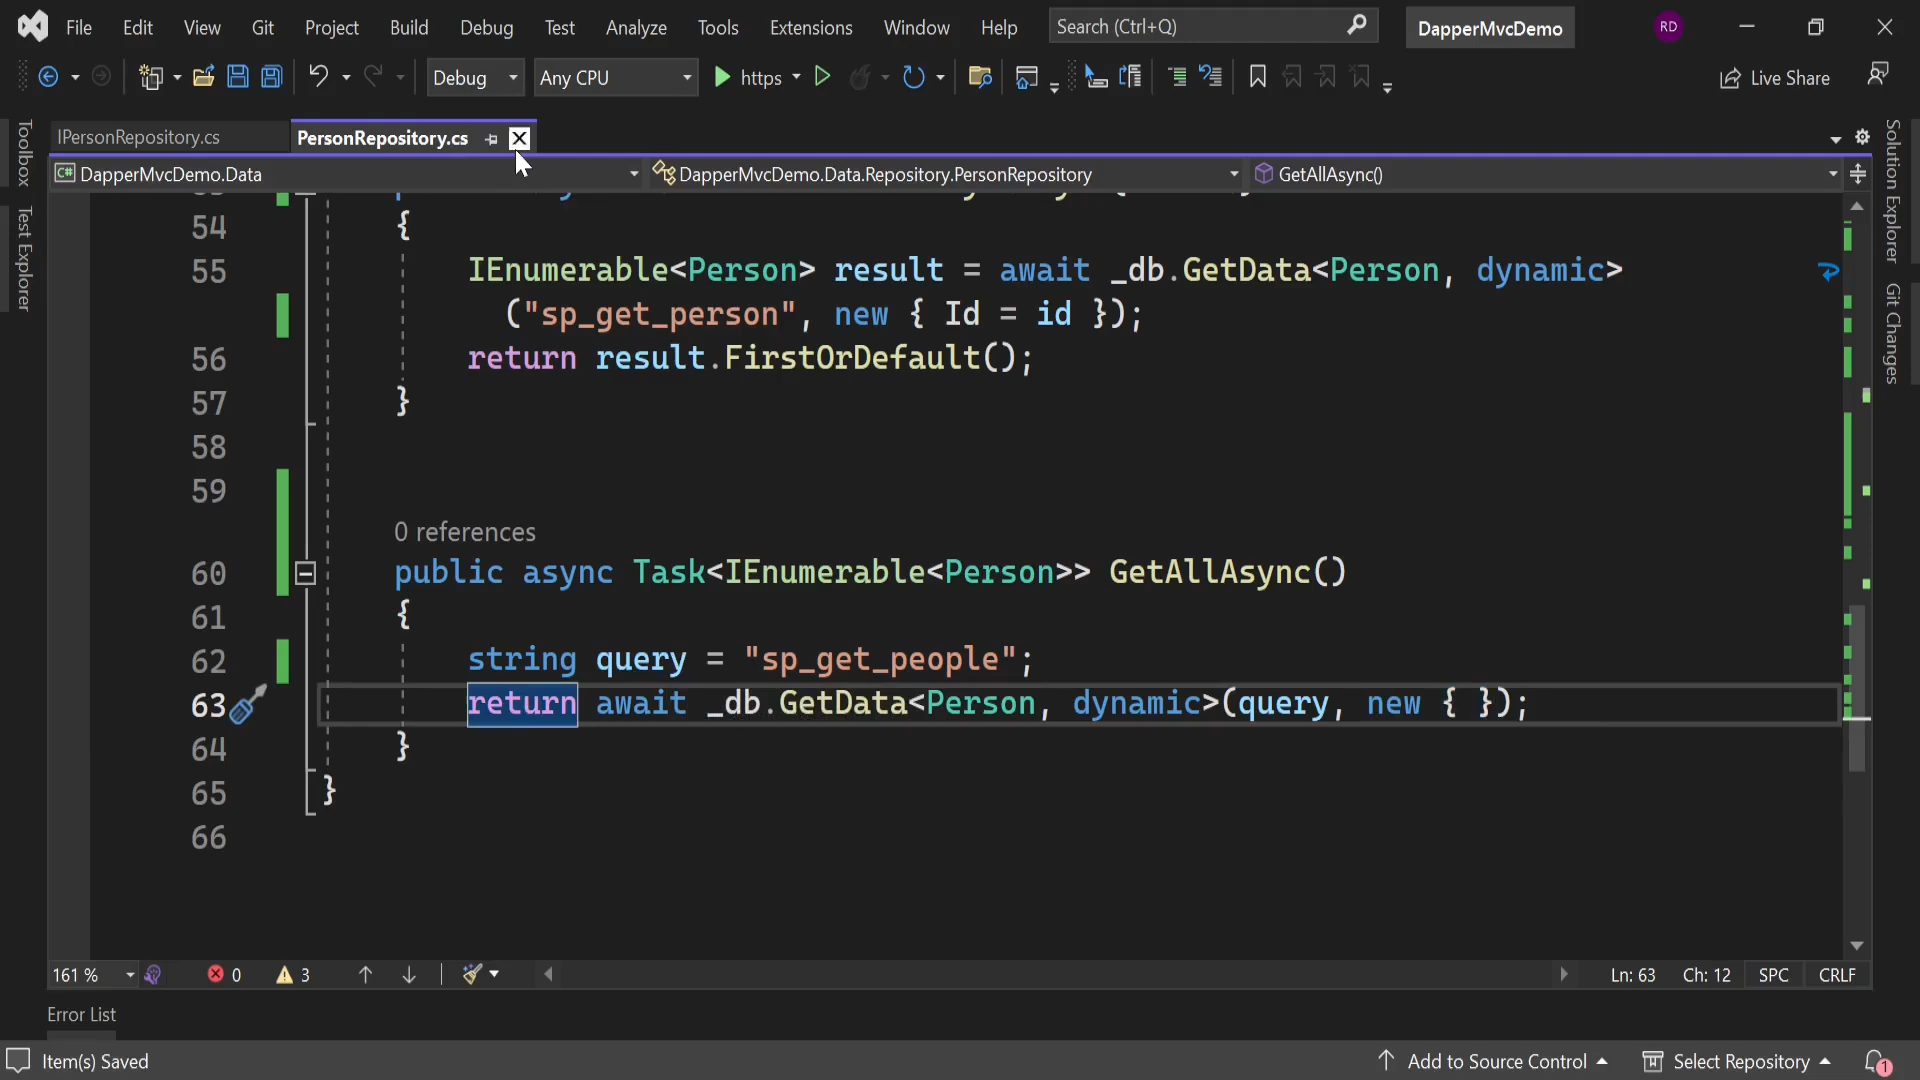 File Edit View Git Project Build Debug Test Analyze Tools Extensions Window Help Search (Ctrl+Q) DapperMvcDemo RD
Debug Any CPU https Live Share
IPersonRepository.cs PersonRepository.cs
DapperMvcDemo.Data DapperMvcDemo.Data.Repository.PersonRepository GetAllAsync()
Toolbox
Test Explorer
Solution Explorer
Git Changes
54 {
55 IEnumerable<Person> result = await _db.GetData<Person, dynamic>
("sp_get_person", new { Id = id });
56 return result.FirstOrDefault();
57 }
58
59
0 references
60 public async Task<IEnumerable<Person>> GetAllAsync()
61 {
62 string query = "sp_get_people";
63 return await _db.GetData<Person, dynamic>(query, new { });
64 }
65 }
66
161 % 0 3 Ln: 63 Ch: 12 SPC CRLF
Error List
Item(s) Saved Add to Source Control Select Repository 1